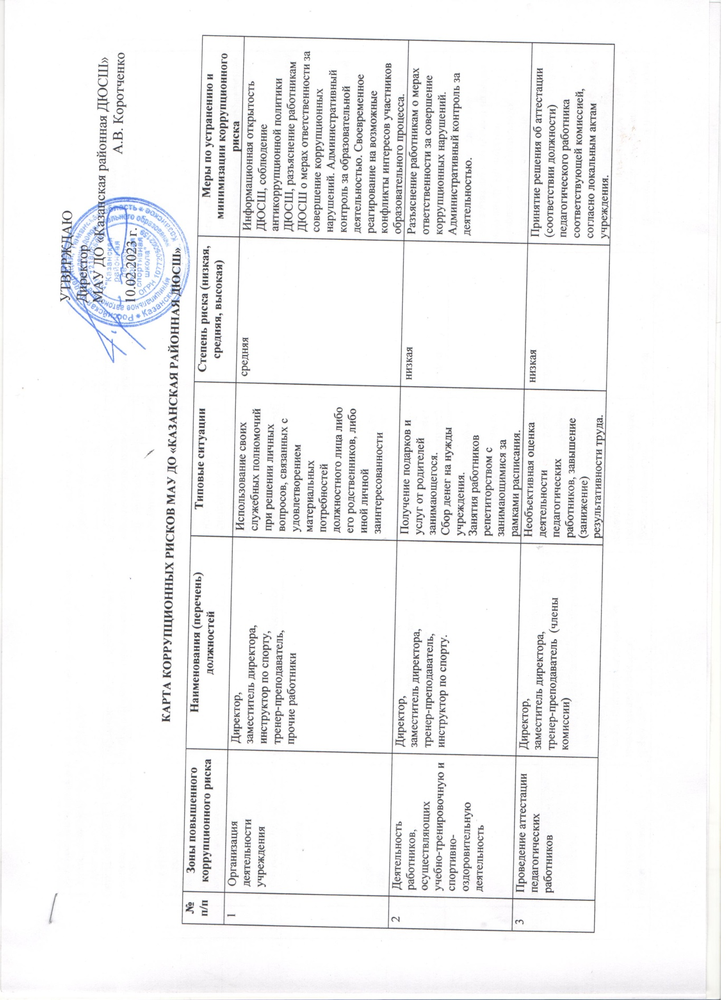 УТВЕРЖДАЮ
Директор
МАУ ДО «Казанская районная ДЮСШ»
А.В. Коротченко
10.02.2023 г.
КАРТА КОРРУПЦИОННЫХ РИСКОВ МАУ ДО «КАЗАНСКАЯ РАЙОННАЯ ДЮСШ»
№
п/п
Зоны повышенного
коррупционного риска
Наименования (перечень)
должностей
Типовые ситуации
Степень риска (низкая,
средняя, высокая)
Меры по устранению и
минимизации коррупционного
риска
1
Организация
деятельности
учреждения
Директор,
заместитель директора,
инструктор по спорту,
тренер-преподаватель,
прочие работники
Использование своих
служебных полномочий
при решении личных
вопросов, связанных с
удовлетворением
материальных
потребностей
должностного лица либо
его родственников, либо
иной личной
заинтересованности
средняя
Информационная открытость
ДЮСШ, соблюдение
антикоррупционной политики
ДЮСШ, разъяснение работникам
ДЮСШ о мерах ответственности за
совершение коррупционных
нарушений. Административный
контроль за образовательной
деятельностью. Своевременное
реагирование на возможные
конфликты интересов участников
образовательного процесса.
2
Деятельность
работников,
осуществляющих
учебно-тренировочную и
спортивно-
оздоровительную
деятельность
Директор,
заместитель директора,
тренер-преподаватель,
инструктор по спорту.
Получение подарков и
услуг от родителей
занимающегося.
Сбор денег на нужды
учреждения.
Занятия работников
репетиторством с
занимающимися за
рамками расписания.
низкая
Разъяснение работникам о мерах
ответственности за совершение
коррупционных нарушений.
Административный контроль за
деятельностью.
3
Проведение аттестации
педагогических
работников
Директор,
заместитель директора,
тренер-преподаватель (члены
комиссии)
Необъективная оценка
деятельности
педагогических
работников, завышение
(занижение)
результативности труда.
низкая
Принятие решения об аттестации
(соответствии должности)
педагогического работника
соответствующей комиссией,
согласно локальным актам
учреждения.
"Казанская
районная
спортивная
школа"